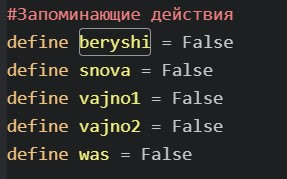 #Запоминающие действия
define beryshi = False
define snova = False
define vajno1 = False
define vajno2 = False
define was = False